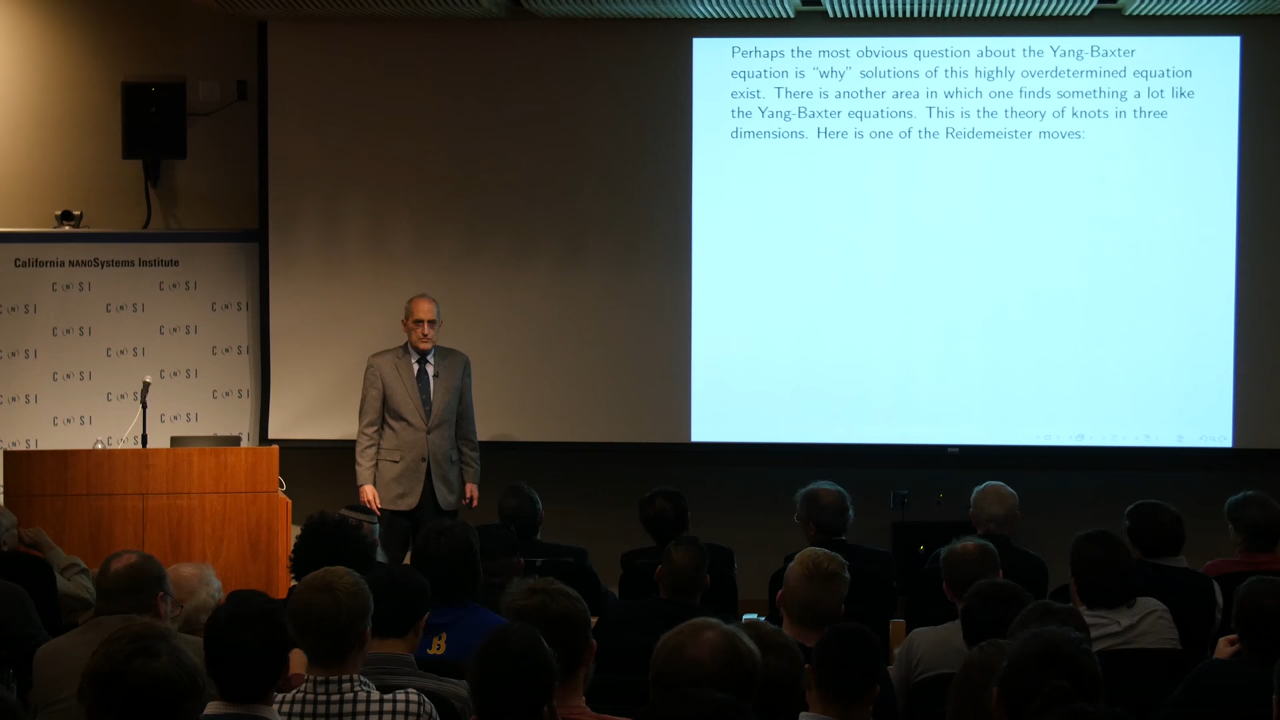 Perhaps the most obvious question about the Yang-Baxter
equation is “why” solutions of this highly overdetermined equation
exist. There is another area in which one finds something a lot like
the Yang-Baxter equations. This is the theory of knots in three
dimensions. Here is one of the Reidemeister moves:
California NANOSystems Institute
C (N) S I
C (N) S I
C (N) S I
C (N) S I
C (N) S I
C (N) S I
C (N) S I
C (N) S I
C (N) S I
C (N) S I
C (N) S I
C (N) S I
C (N) S I